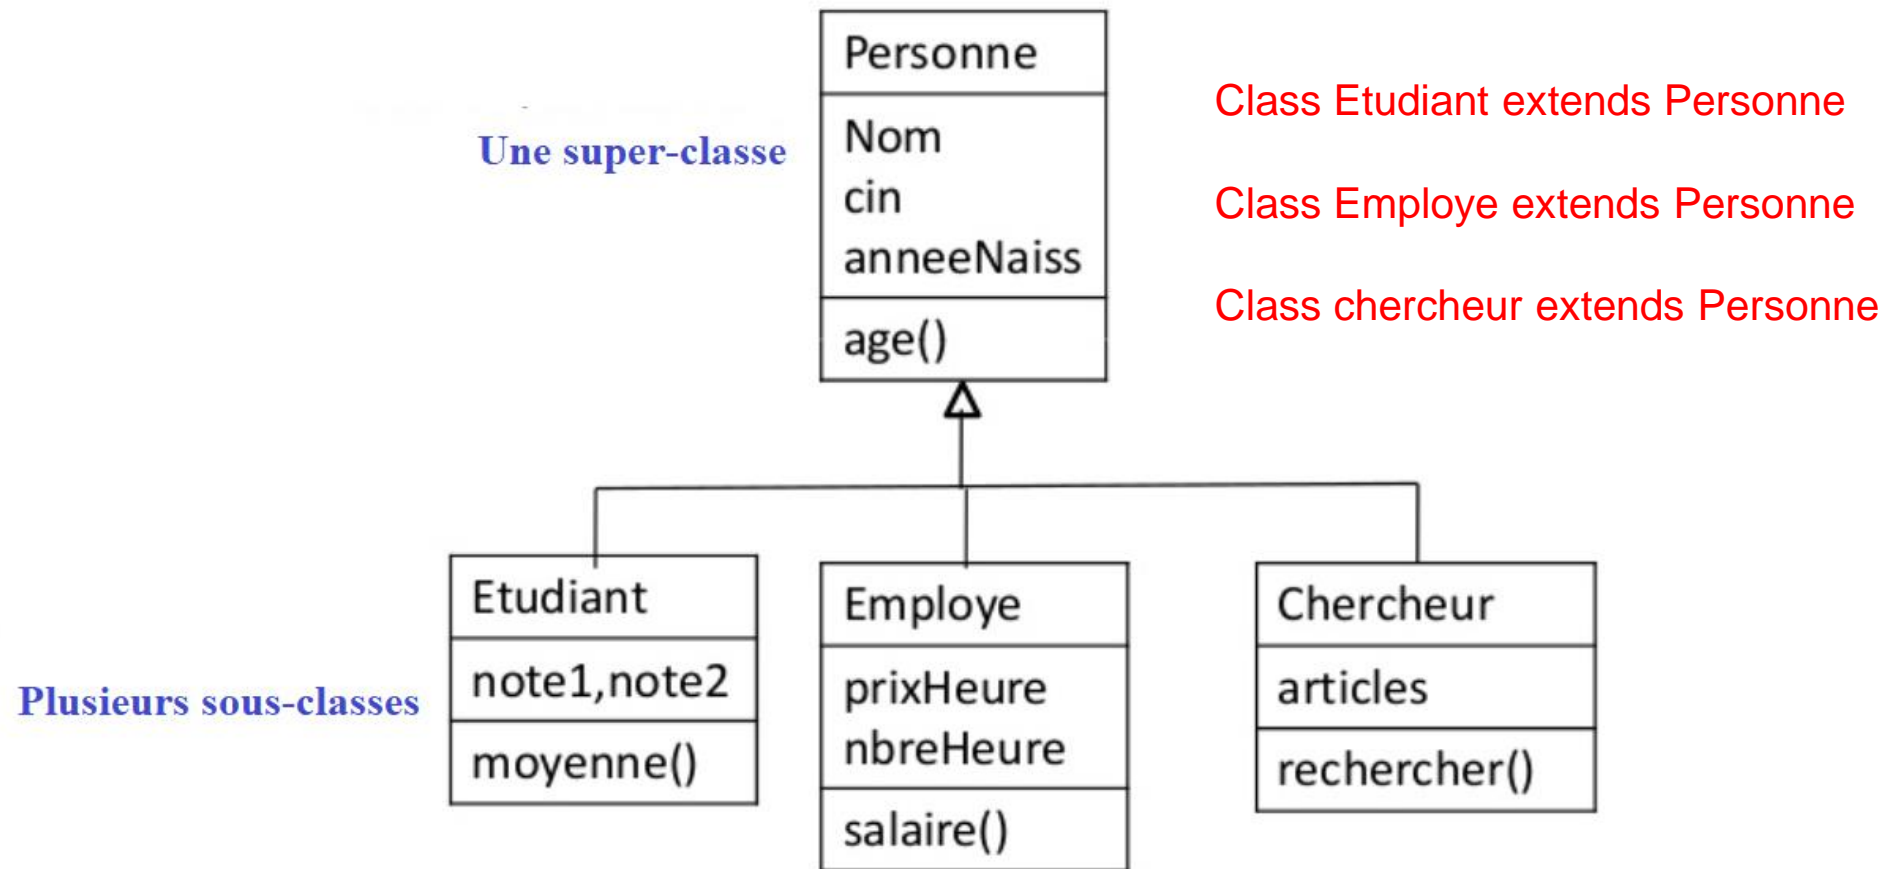 Personne
Nom
cin
anneeNaiss
age()
Une super-classe
Class Etudiant extends Personne
Class Employe extends Personne
Class chercheur extends Personne
Plusieurs sous-classes
Etudiant
note1,note2
moyenne()
Employe
prixHeure
nbreHeure
salaire()
Chercheur
articles
rechercher()